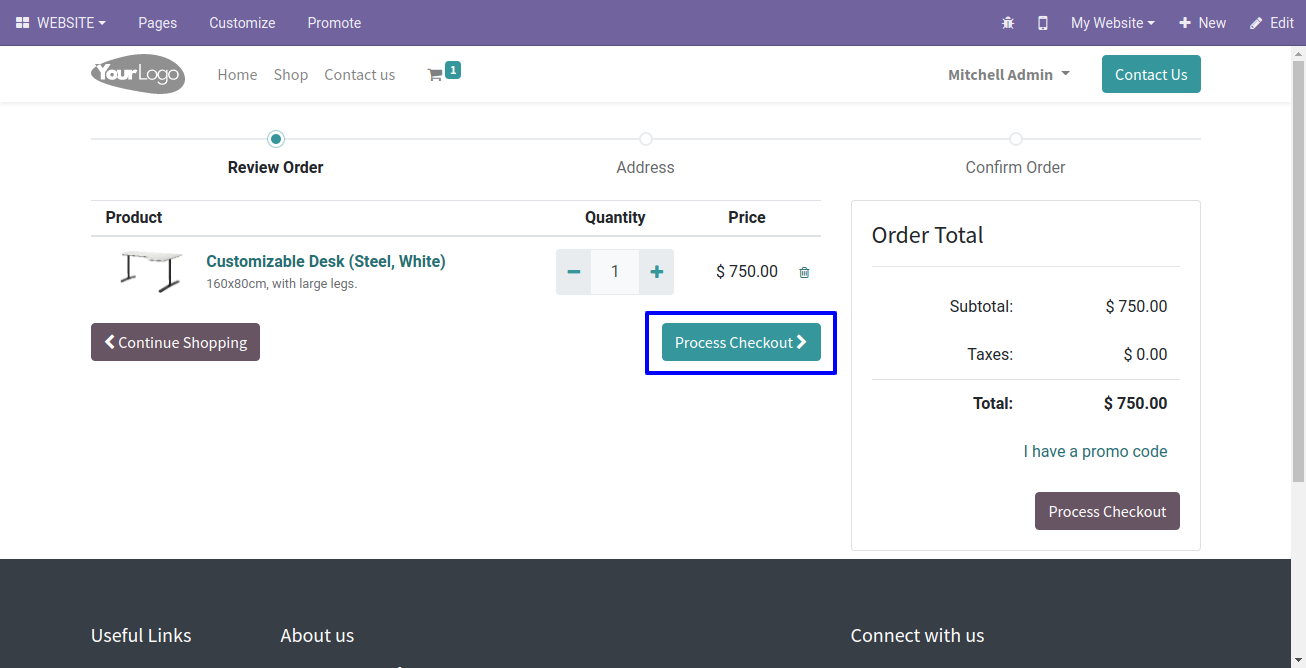 WEBSITE Pages Customize Promote My Website New Edit
YourLogo Home Shop Contact us 1 Mitchell Admin Contact Us
Review Order Address Confirm Order
Product Quantity Price
Customizable Desk (Steel, White)
160x80cm, with large legs.
1 $ 750.00
Continue Shopping Process Checkout
Order Total
Subtotal: $ 750.00
Taxes: $ 0.00
Total: $ 750.00
I have a promo code
Process Checkout
Useful Links About us Connect with us